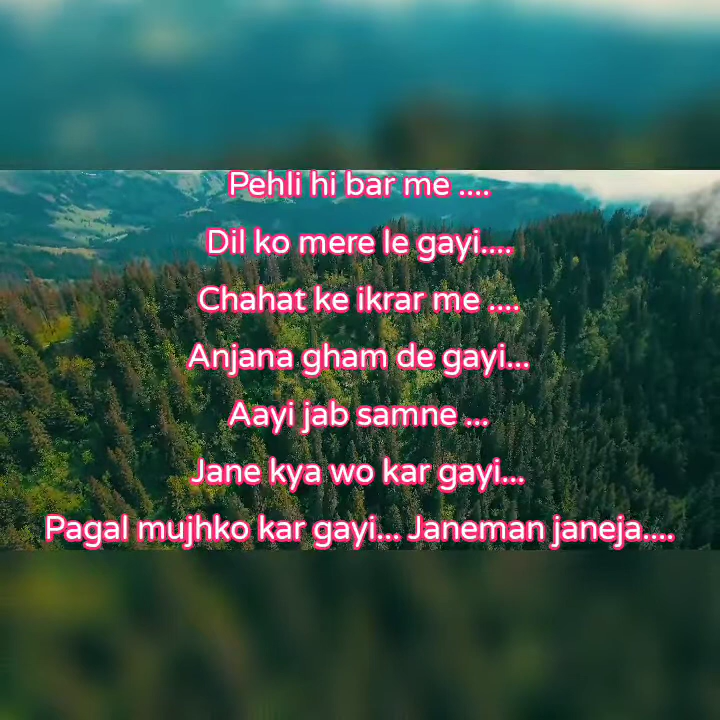 Pehli hi bar me ....
Dil ko mere le gayi....
Chahat ke ikrar me ....
Anjana gham de gayi...
Aayi jab samne ...
Jane kya wo kar gayi...
Pagal mujhko kar gayi... Janeman janeja....